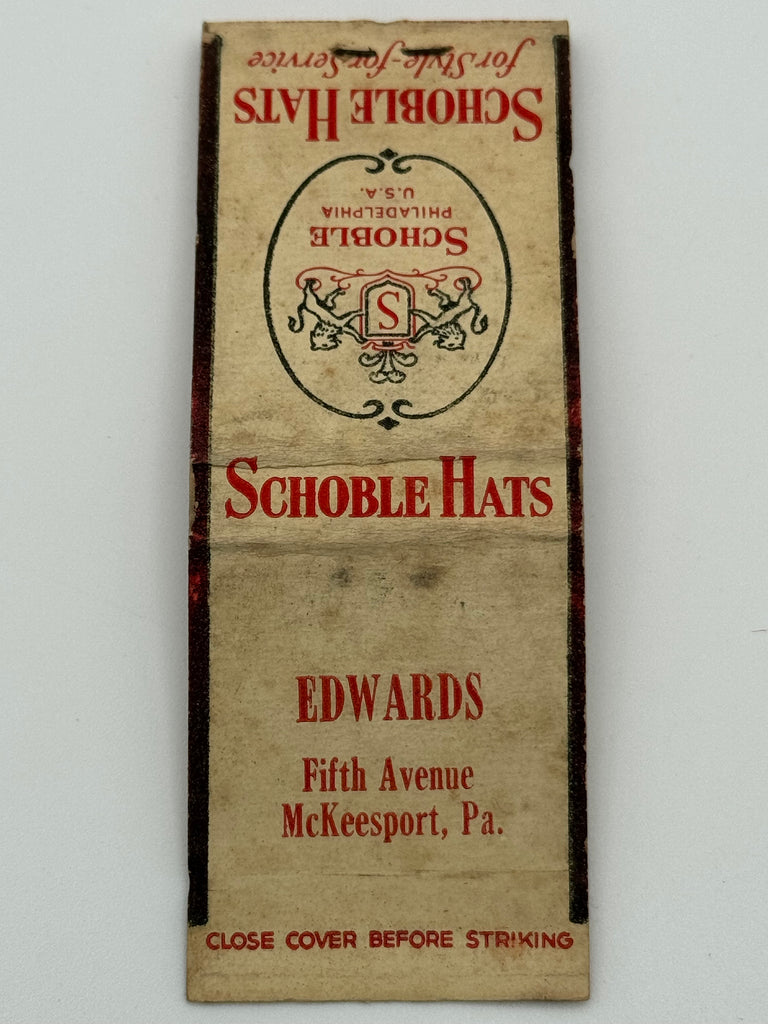 for Style-for Service
SCHOBLE HATS
U.S.A.
PHILADELPHIA
SCHOBLE
S
SCHOBLE HATS
EDWARDS
Fifth Avenue
McKeesport, Pa.
CLOSE COVER BEFORE STRIKING